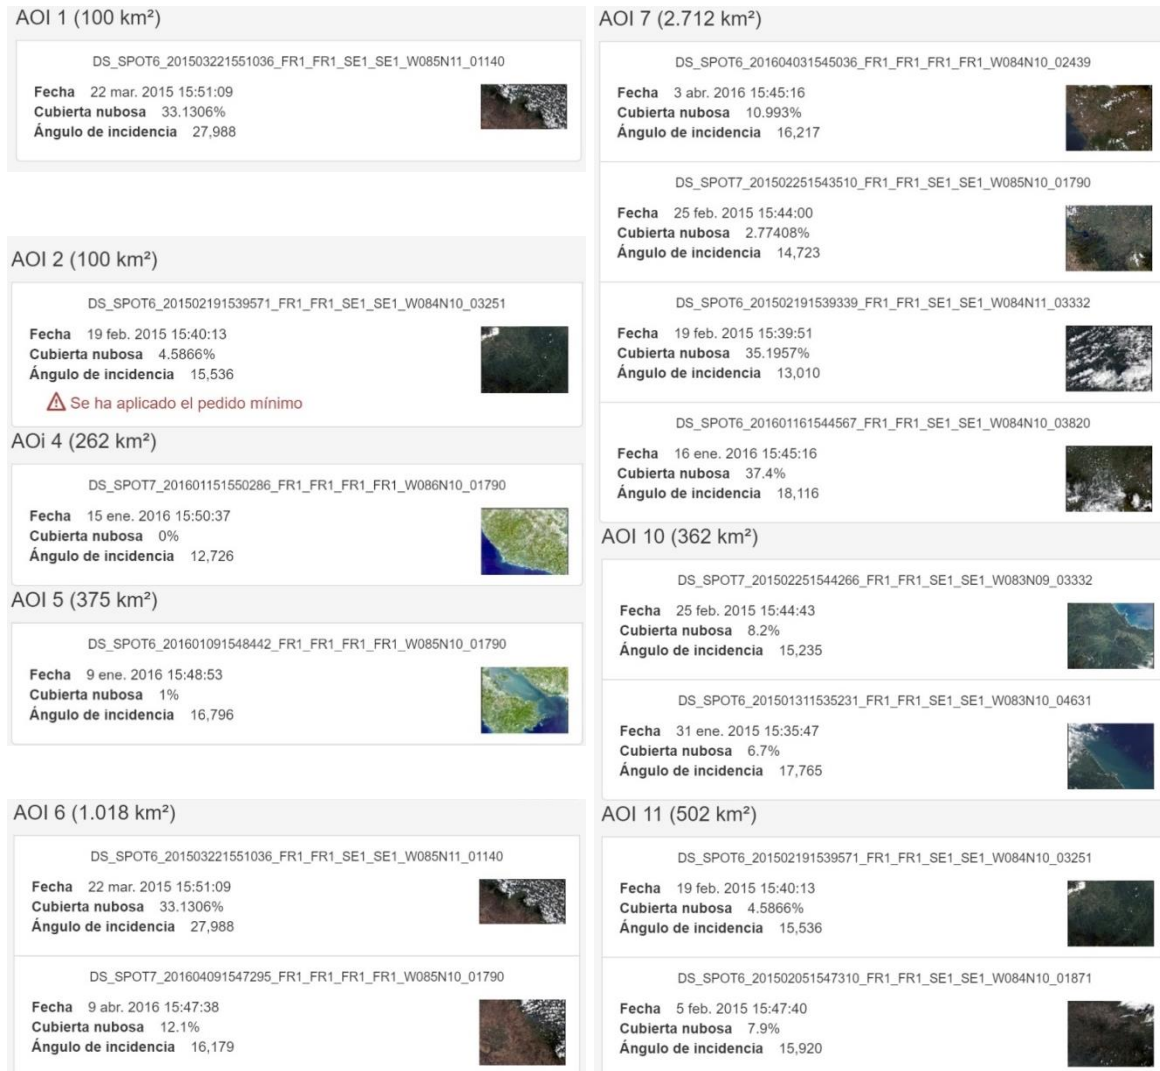 AOI 1 (100 km²)
DS_SPOT6_201503221551036_FR1_FR1_SE1_SE1_W085N11_01140
Fecha 22 mar. 2015 15:51:09
Cubierta nubosa 33.1306%
Ángulo de incidencia 27,988
AOI 2 (100 km²)
DS_SPOT6_201502191539571_FR1_FR1_SE1_SE1_W084N10_03251
Fecha 19 feb. 2015 15:40:13
Cubierta nubosa 4.5866%
Ángulo de incidencia 15,536
Se ha aplicado el pedido mínimo
AOi 4 (262 km²)
DS_SPOT7_201601151550286_FR1_FR1_FR1_FR1_W086N10_01790
Fecha 15 ene. 2016 15:50:37
Cubierta nubosa 0%
Ángulo de incidencia 12,726
AOI 5 (375 km²)
DS_SPOT6_201601091548442_FR1_FR1_FR1_FR1_W085N10_01790
Fecha 9 ene. 2016 15:48:53
Cubierta nubosa 1%
Ángulo de incidencia 16,796
AOI 6 (1.018 km²)
DS_SPOT6_201503221551036_FR1_FR1_SE1_SE1_W085N11_01140
Fecha 22 mar. 2015 15:51:09
Cubierta nubosa 33.1306%
Ángulo de incidencia 27,988
DS_SPOT7_201604091547295_FR1_FR1_FR1_FR1_W085N10_01790
Fecha 9 abr. 2016 15:47:38
Cubierta nubosa 12.1%
Ángulo de incidencia 16,179
AOI 7 (2.712 km²)
DS_SPOT6_201604031545036_FR1_FR1_FR1_FR1_W084N10_02439
Fecha 3 abr. 2016 15:45:16
Cubierta nubosa 10.993%
Ángulo de incidencia 16,217
DS_SPOT7_201502251543510_FR1_FR1_SE1_SE1_W085N10_01790
Fecha 25 feb. 2015 15:44:00
Cubierta nubosa 2.77408%
Ángulo de incidencia 14,723
DS_SPOT6_201502191539339_FR1_FR1_SE1_SE1_W084N11_03332
Fecha 19 feb. 2015 15:39:51
Cubierta nubosa 35.1957%
Ángulo de incidencia 13,010
DS_SPOT6_201601161544567_FR1_FR1_SE1_SE1_W084N10_03820
Fecha 16 ene. 2016 15:45:16
Cubierta nubosa 37.4%
Ángulo de incidencia 18,116
AOI 10 (362 km²)
DS_SPOT7_201502251544266_FR1_FR1_SE1_SE1_W083N09_03332
Fecha 25 feb. 2015 15:44:43
Cubierta nubosa 8.2%
Ángulo de incidencia 15,235
DS_SPOT6_201501311535231_FR1_FR1_SE1_SE1_W083N10_04631
Fecha 31 ene. 2015 15:35:47
Cubierta nubosa 6.7%
Ángulo de incidencia 17,765
AOI 11 (502 km²)
DS_SPOT6_201502191539571_FR1_FR1_SE1_SE1_W084N10_03251
Fecha 19 feb. 2015 15:40:13
Cubierta nubosa 4.5866%
Ángulo de incidencia 15,536
DS_SPOT6_201502051547310_FR1_FR1_SE1_SE1_W084N10_01871
Fecha 5 feb. 2015 15:47:40
Cubierta nubosa 7.9%
Ángulo de incidencia 15,920